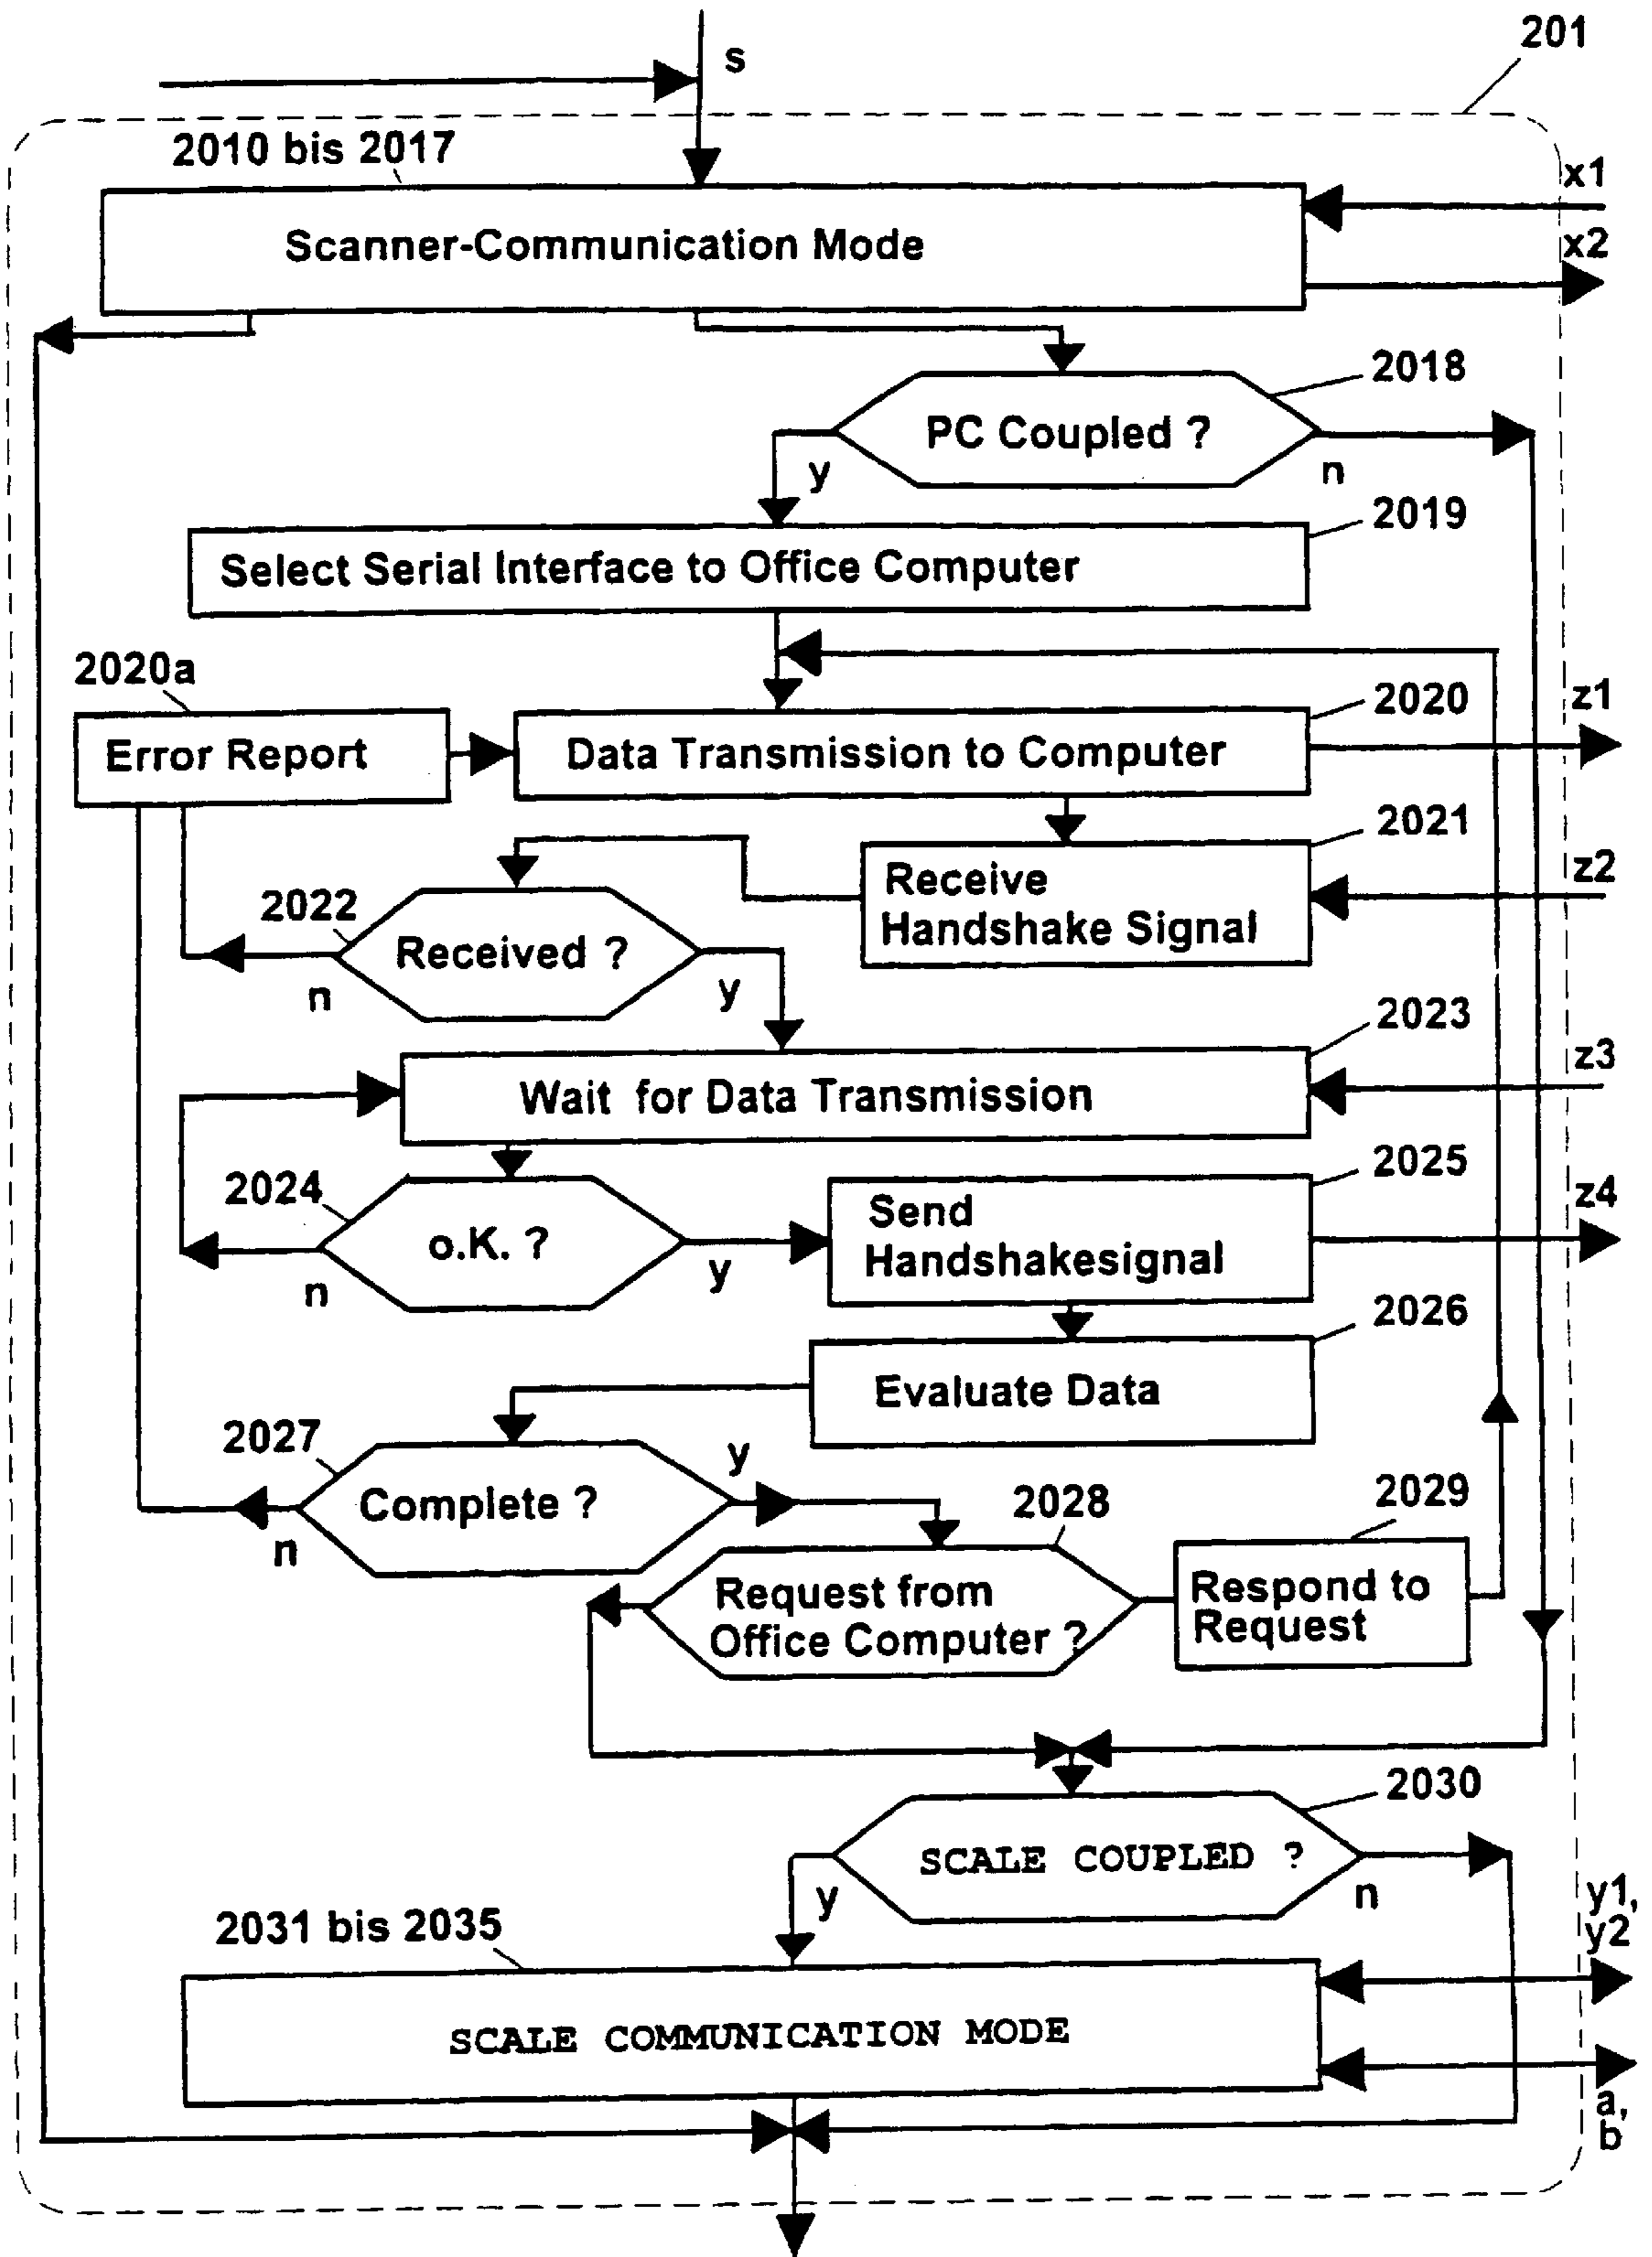 201
s
2010 bis 2017
x1
Scanner-Communication Mode
x2
2018
PC Coupled ?
y
n
2019
Select Serial Interface to Office Computer
2020a
2020
z1
Error Report
Data Transmission to Computer
2021
Receive
Handshake Signal
z2
2022
Received ?
n
y
2023
z3
Wait for Data Transmission
2024
2025
z4
o.K. ?
Send
Handshakesignal
n
y
2026
Evaluate Data
2027
y
Complete ?
n
2028
2029
Request from
Office Computer ?
Respond to
Request
2030
SCALE COUPLED ?
y
n
y1,
y2
2031 bis 2035
SCALE COMMUNICATION MODE
a,
b